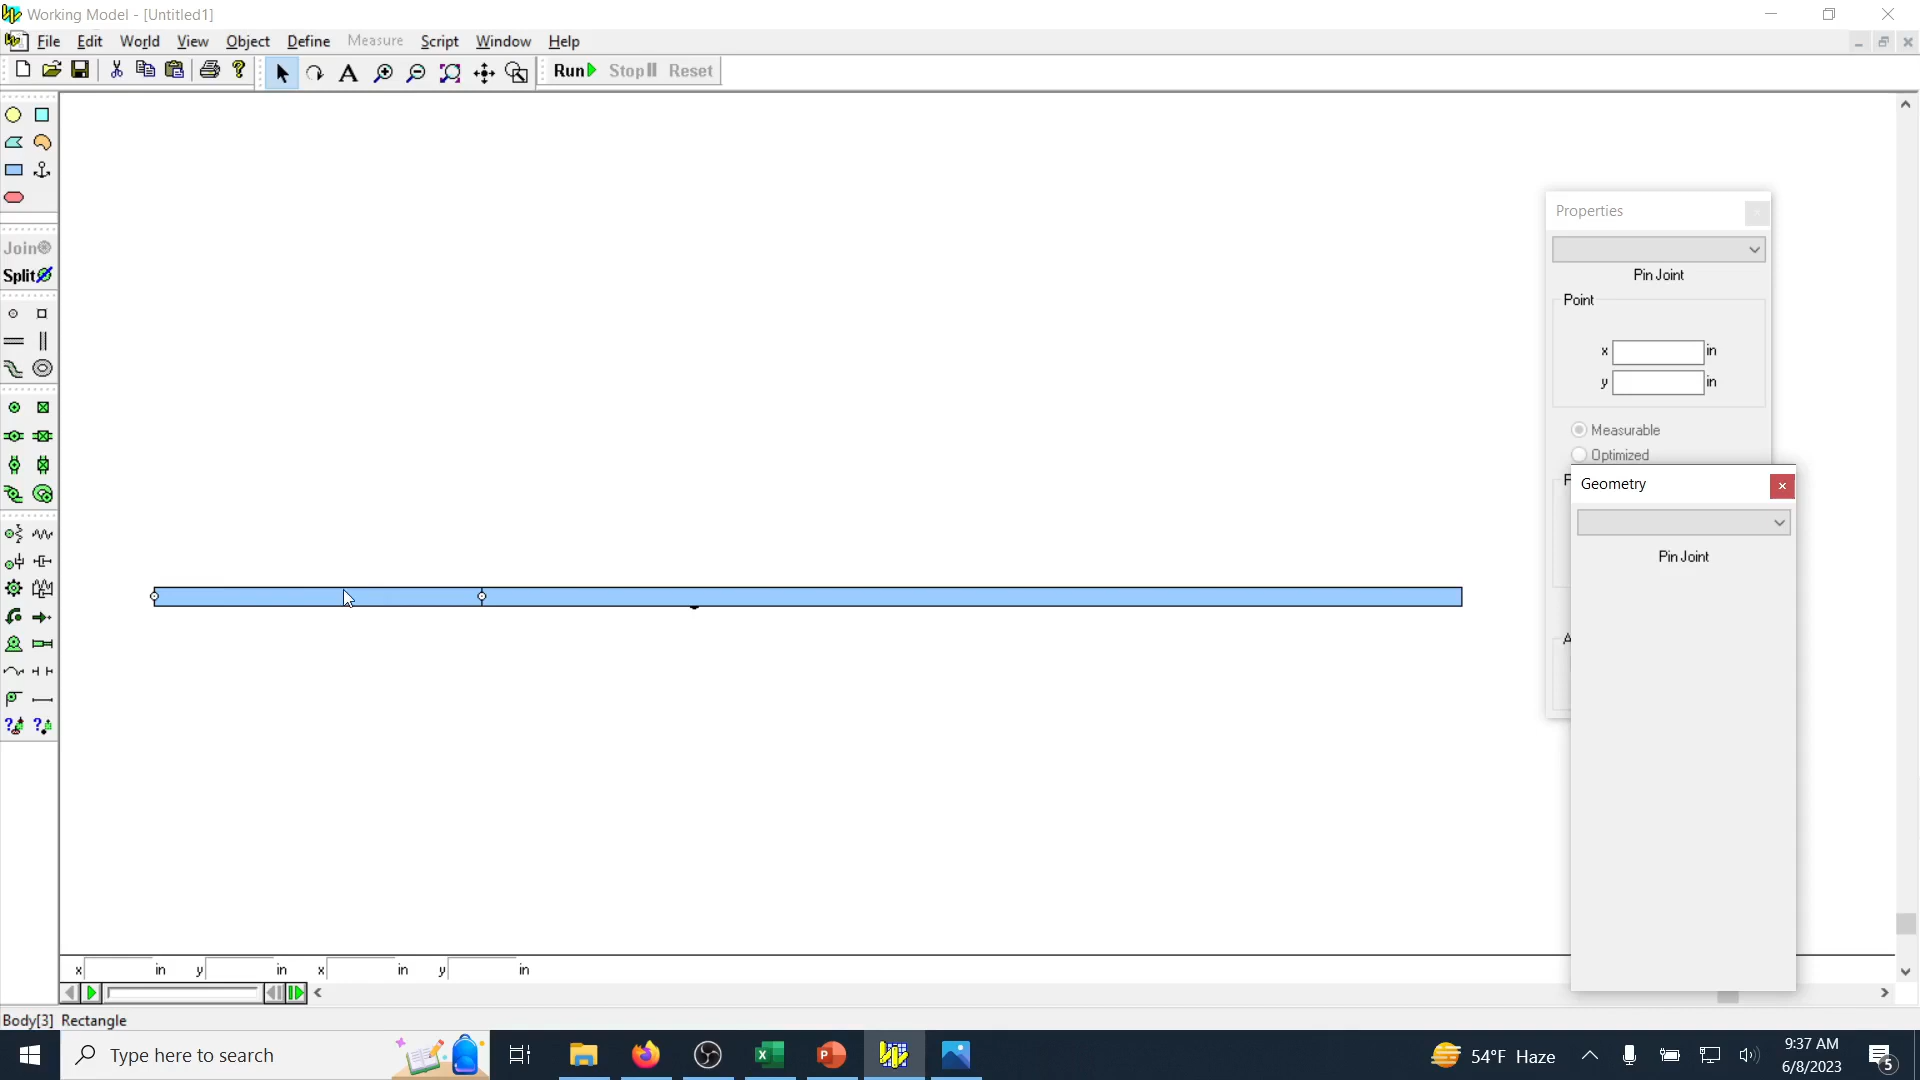 Working Model - [Untitled1]
File Edit World View Object Define Measure Script Window Help
Run Stop Reset
Join
Split
Properties
Pin Joint
Point
x in
y in
Measurable
Optimized
Geometry
Pin Joint
x in y in x in y in
Body[3] Rectangle
Type here to search
54°F Haze
9:37 AM
6/8/2023
5